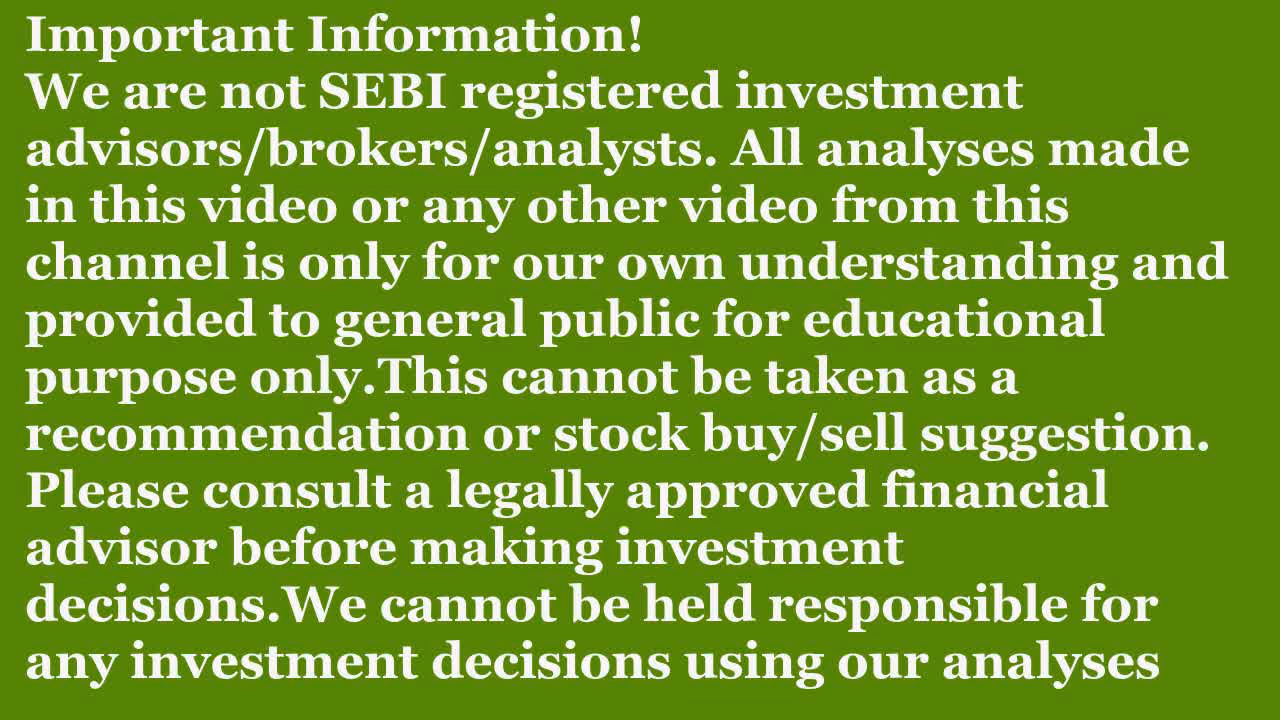 Important Information!
We are not SEBI registered investment
advisors/brokers/analysts. All analyses made
in this video or any other video from this
channel is only for our own understanding and
provided to general public for educational
purpose only.This cannot be taken as a
recommendation or stock buy/sell suggestion.
Please consult a legally approved financial
advisor before making investment
decisions.We cannot be held responsible for
any investment decisions using our analyses